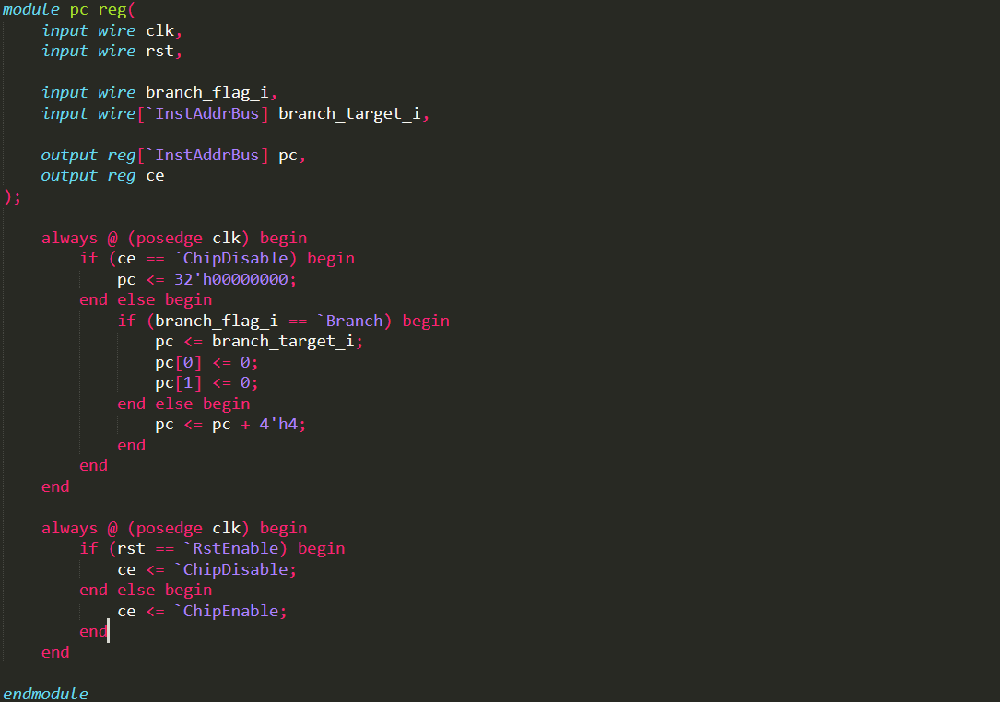 module pc_reg(
    input wire clk,
    input wire rst,

    input wire branch_flag_i,
    input wire[`InstAddrBus] branch_target_i,

    output reg[`InstAddrBus] pc,
    output reg ce
);

    always @ (posedge clk) begin
        if (ce == `ChipDisable) begin
            pc <= 32'h00000000;
        end else begin
            if (branch_flag_i == `Branch) begin
                pc <= branch_target_i;
                pc[0] <= 0;
                pc[1] <= 0;
            end else begin
                pc <= pc + 4'h4;
            end
        end
    end

    always @ (posedge clk) begin
        if (rst == `RstEnable) begin
            ce <= `ChipDisable;
        end else begin
            ce <= `ChipEnable;
        end
    end

endmodule